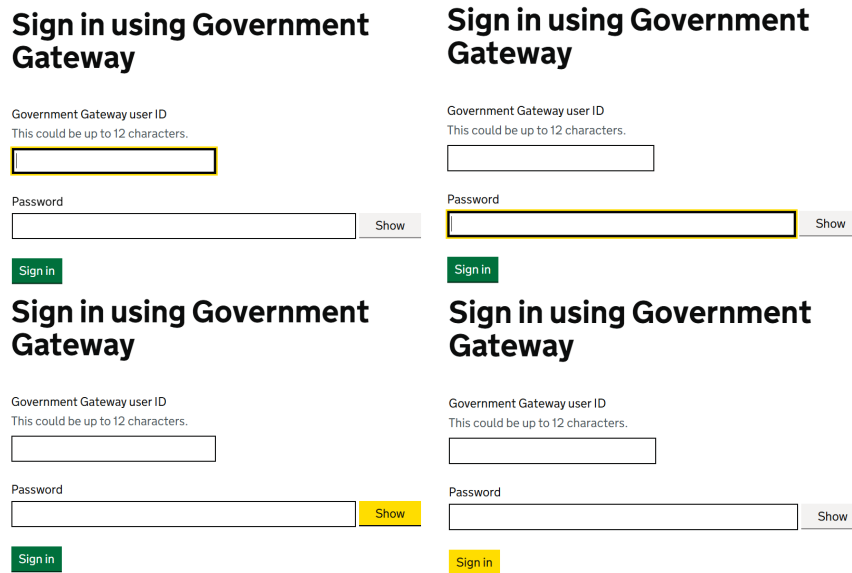 Sign in using Government
Gateway
Government Gateway user ID
This could be up to 12 characters.
Password
Show
Sign in
Sign in using Government
Gateway
Government Gateway user ID
This could be up to 12 characters.
Password
Show
Sign in
Sign in using Government
Gateway
Government Gateway user ID
This could be up to 12 characters.
Password
Show
Sign in
Sign in using Government
Gateway
Government Gateway user ID
This could be up to 12 characters.
Password
Show
Sign in